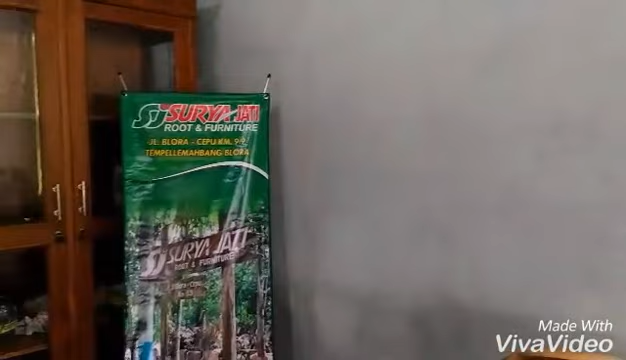 SJ SURYA JATI
ROOT & FURNITURE
JL. BLORA - CEPU KM. 9,2
TEMPELLEMAHBANG BLORA
SJ SURYA JATI
ROOT & FURNITURE
Made With
VivaVideo